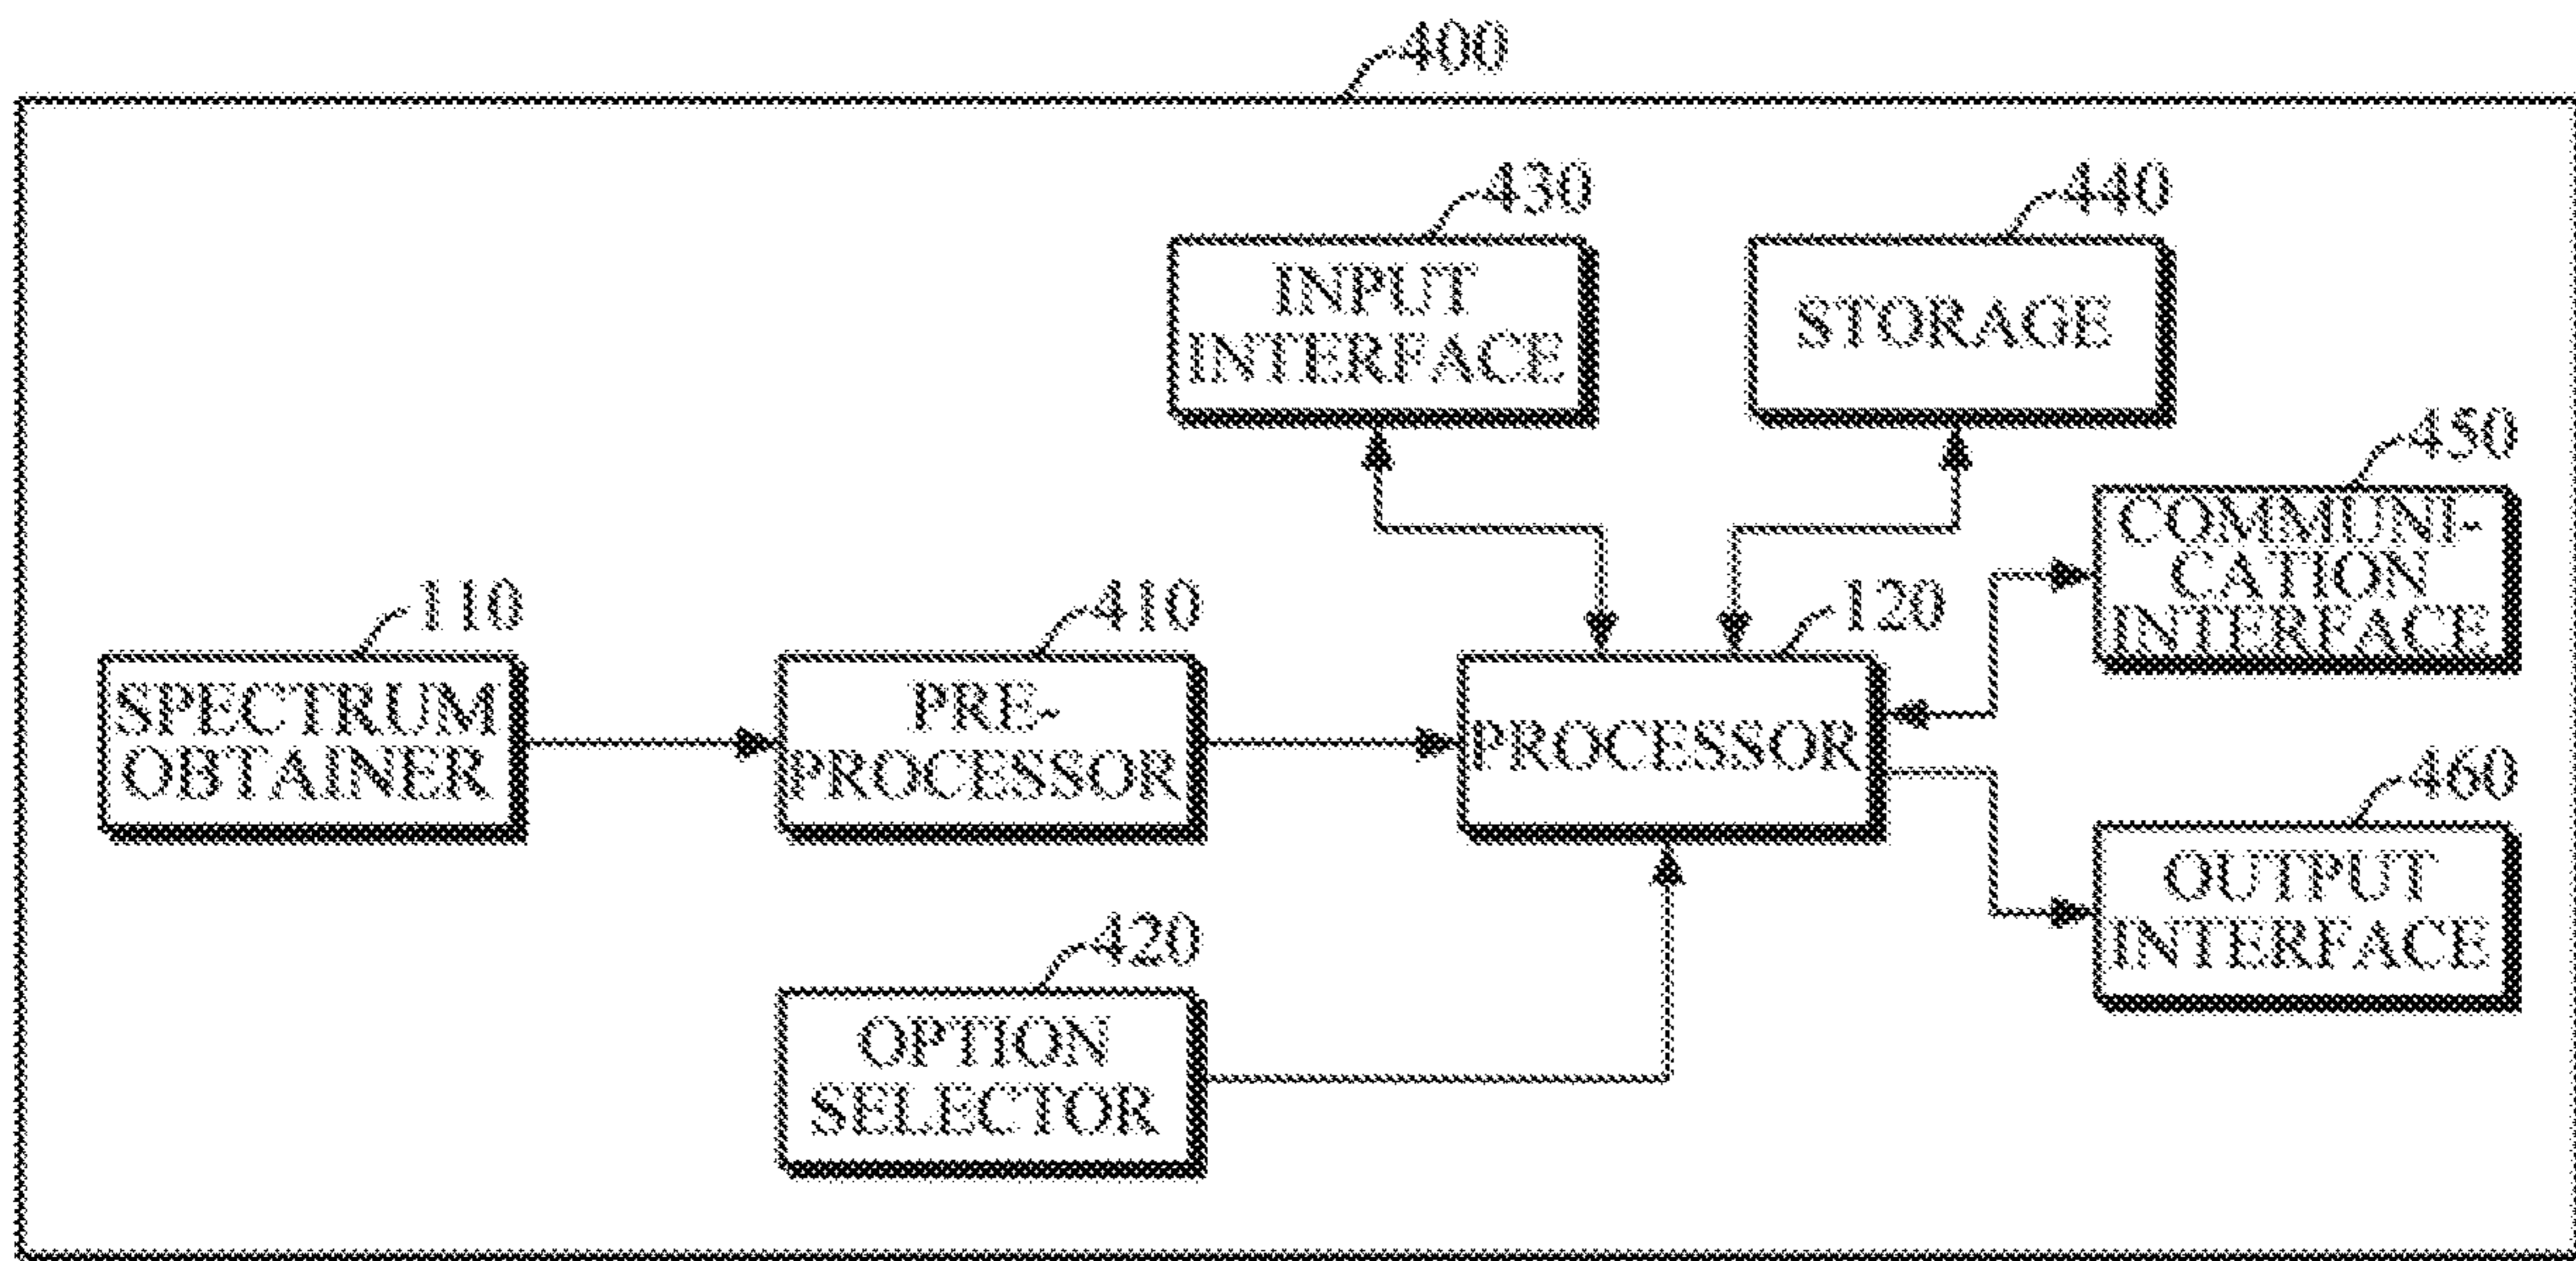 400
430
INPUT
INTERFACE
440
STORAGE
450
COMMUNI-
CATION
INTERFACE
110
SPECTRUM
OBTAINER
410
PRE-
PROCESSOR
120
PROCESSOR
460
OUTPUT
INTERFACE
420
OPTION
SELECTOR